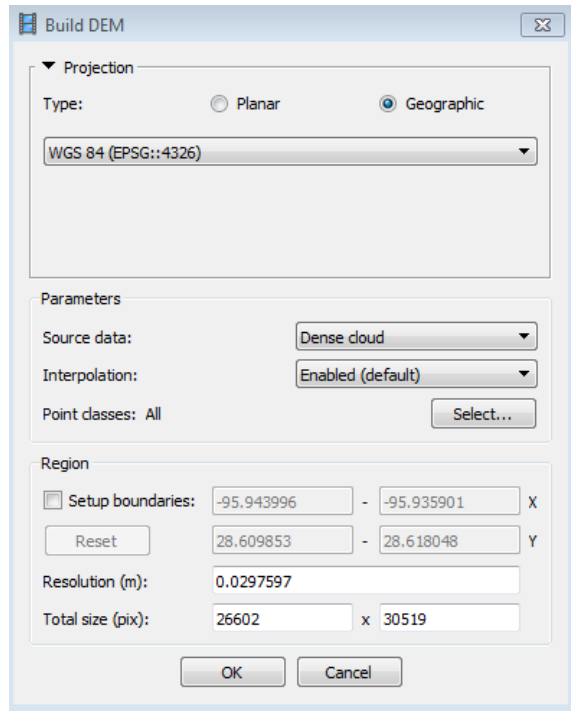 Build DEM
Projection
Type: Planar Geographic
WGS 84 (EPSG::4326)
Parameters
Source data: Dense cloud
Interpolation: Enabled (default)
Point classes: All Select...
Region
Setup boundaries: -95.943996 - -95.935901 X
Reset 28.609853 - 28.618048 Y
Resolution (m): 0.0297597
Total size (pix): 26602 x 30519
OK Cancel